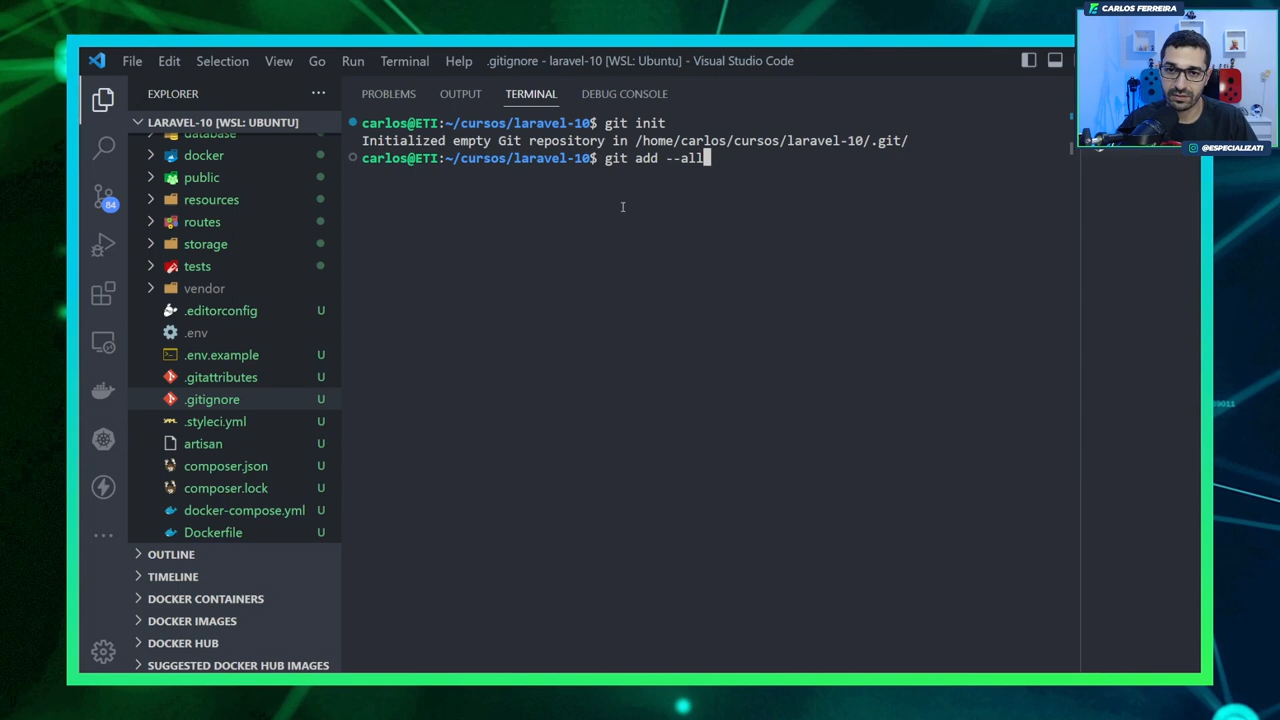 CARLOS FERREIRA
File Edit Selection View Go Run Terminal Help .gitignore - laravel-10 [WSL: Ubuntu] - Visual Studio Code
EXPLORER
PROBLEMS OUTPUT TERMINAL DEBUG CONSOLE
LARAVEL-10 [WSL: UBUNTU]
database
docker
public
resources
routes
storage
tests
vendor
.editorconfig U
.env
.env.example U
.gitattributes U
.gitignore U
.styleci.yml U
artisan U
composer.json U
composer.lock U
docker-compose.yml U
Dockerfile U
OUTLINE
TIMELINE
DOCKER CONTAINERS
DOCKER IMAGES
DOCKER HUB
SUGGESTED DOCKER HUB IMAGES
84
carlos@ETI:~/cursos/laravel-10$ git init
Initialized empty Git repository in /home/carlos/cursos/laravel-10/.git/
carlos@ETI:~/cursos/laravel-10$ git add --all
@ESPECIALIZATI